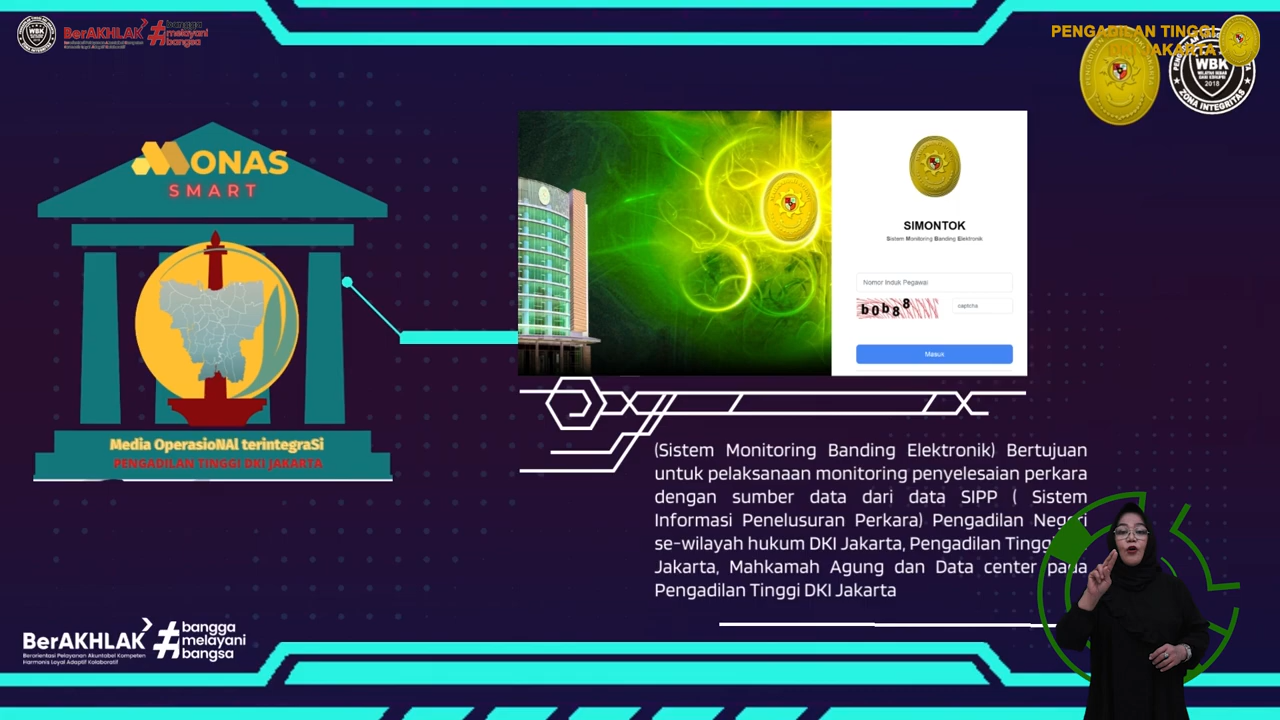 WBK
BerAKHLAK
#bangga
melayani
bangsa
PENGADILAN TINGGI
DKI JAKARTA
WBK
WILAYAH BEBAS
DARI KORUPSI
2018
ZONA INTEGRITAS
MONAS
SMART
Media OperasioNAl terintegraSi
PENGADILAN TINGGI DKI JAKARTA
SIMONTOK
Sistem Monitoring Banding Elektronik
Nomor Induk Pegawai
b0b88
captcha
Masuk
(Sistem Monitoring Banding Elektronik) Bertujuan
untuk pelaksanaan monitoring penyelesaian perkara
dengan sumber data dari data SIPP ( Sistem
Informasi Penelusuran Perkara) Pengadilan Negeri
se-wilayah hukum DKI Jakarta, Pengadilan Tinggi
Jakarta, Mahkamah Agung dan Data center pada
Pengadilan Tinggi DKI Jakarta
BerAKHLAK
Berorientasi Pelayanan Akuntabel Kompeten
Harmonis Loyal Adaptif Kolaboratif
#bangga
melayani
bangsa